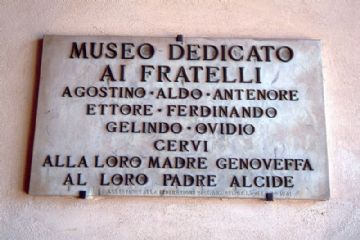 MUSEO DEDICATO
AI FRATELLI
AGOSTINO · ALDO · ANTENORE
ETTORE · FERDINANDO
GELINDO · OVIDIO
CERVI
ALLA LORO MADRE GENOVEFFA
AL LORO PADRE ALCIDE